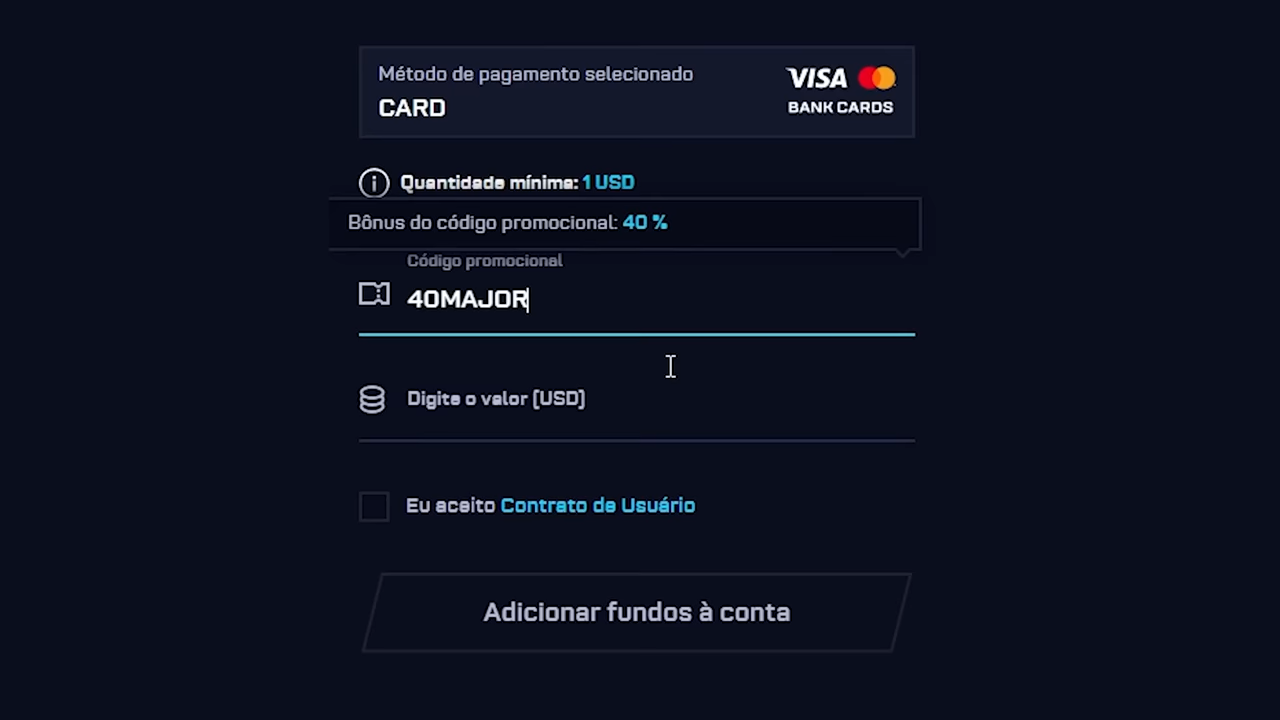 Método de pagamento selecionado
CARD
VISA
BANK CARDS
Quantidade mínima: 1 USD
Bônus do código promocional: 40 %
Código promocional
40MAJOR
Digite o valor (USD)
Eu aceito Contrato de Usuário
Adicionar fundos à conta